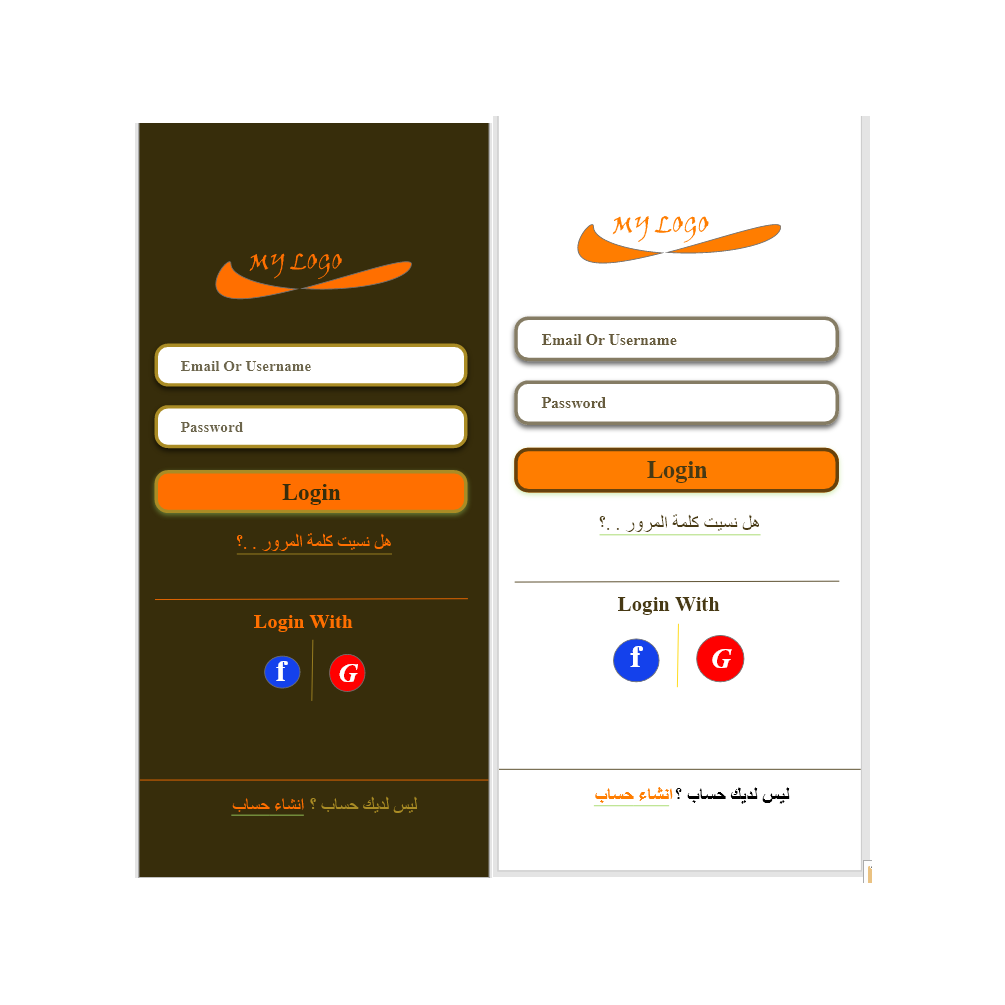 MY LOGO
Email Or Username
Password
Login
هل نسيت كلمة المرور . .؟
Login With
f
G
ليس لديك حساب ؟ انشاء حساب
MY LOGO
Email Or Username
Password
Login
هل نسيت كلمة المرور . .؟
Login With
f
G
ليس لديك حساب ؟ انشاء حساب